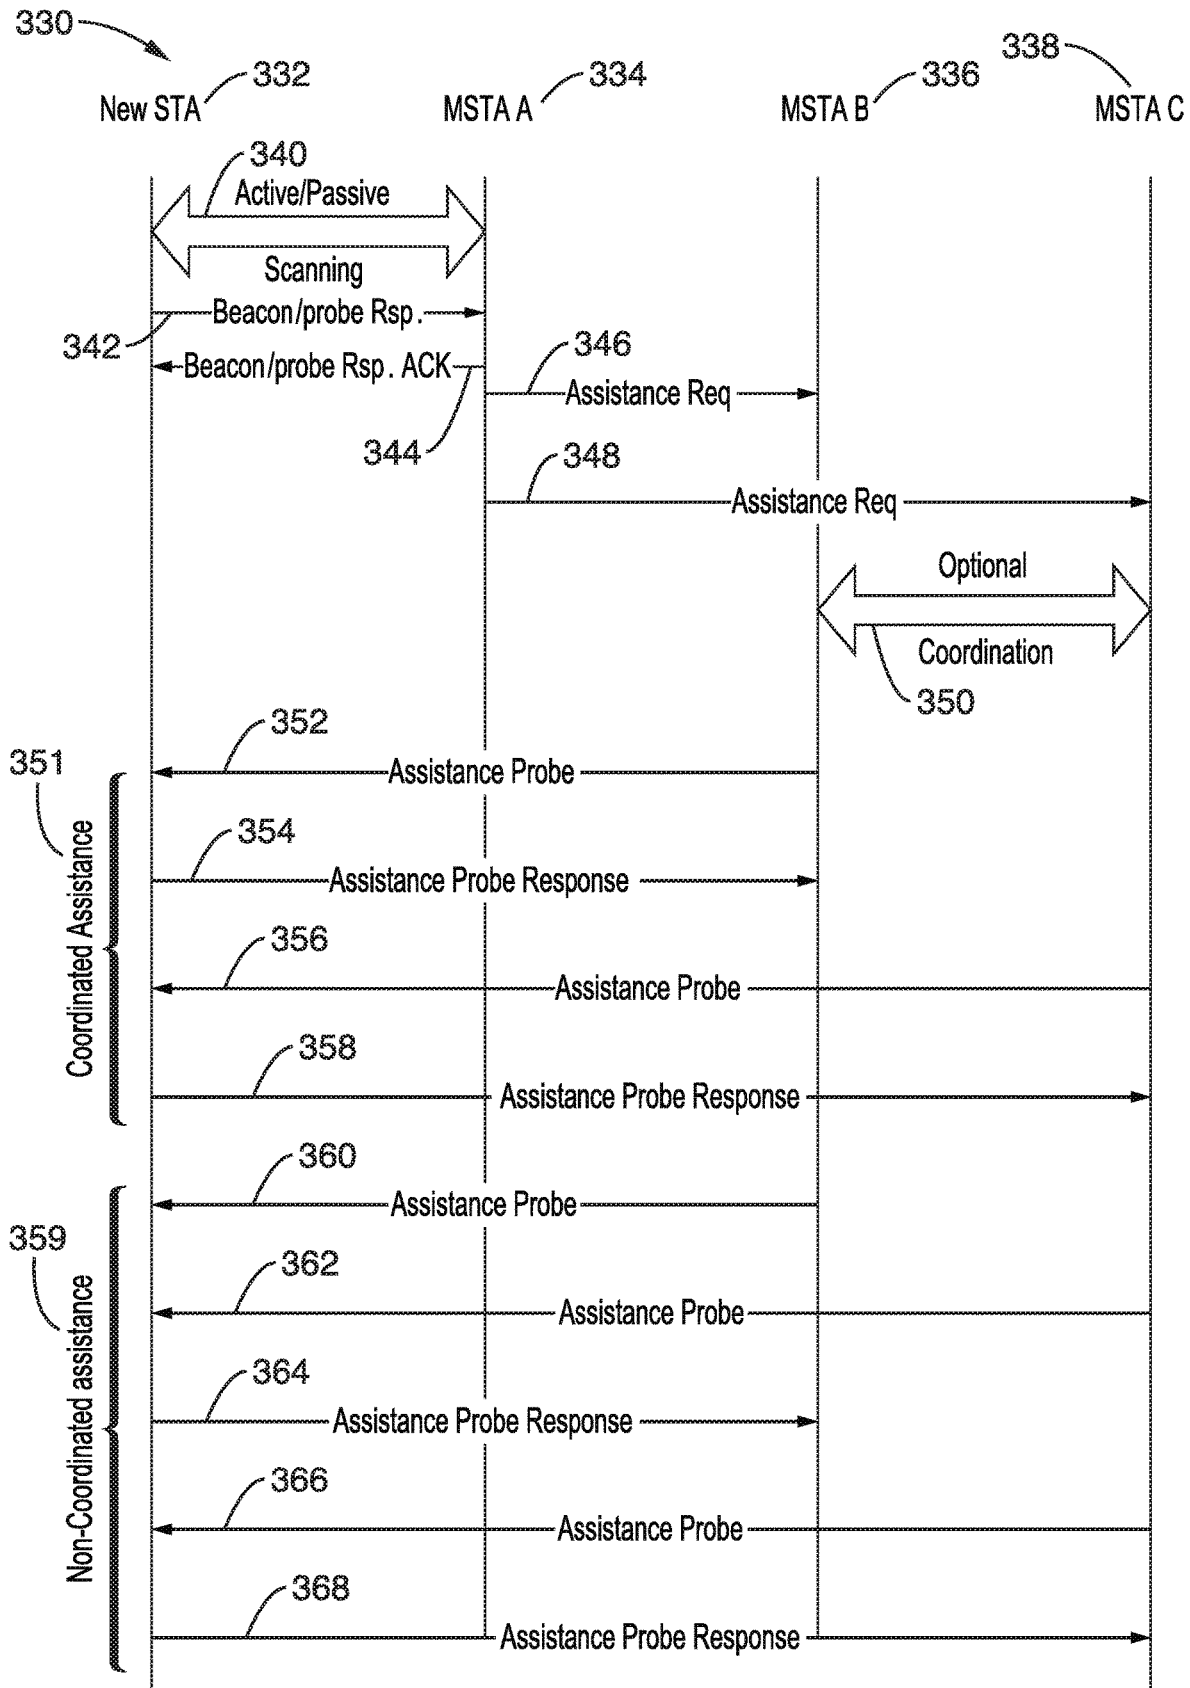 330
332
334
336
338
New STA
MSTA A
MSTA B
MSTA C
340
Active/Passive
Scanning
Beacon/probe Rsp.
342
Beacon/probe Rsp. ACK
344
346
Assistance Req
348
Assistance Req
Optional
Coordination
350
351
Coordinated Assistance
352
Assistance Probe
354
Assistance Probe Response
356
Assistance Probe
358
Assistance Probe Response
359
Non-Coordinated assistance
360
Assistance Probe
362
Assistance Probe
364
Assistance Probe Response
366
Assistance Probe
368
Assistance Probe Response